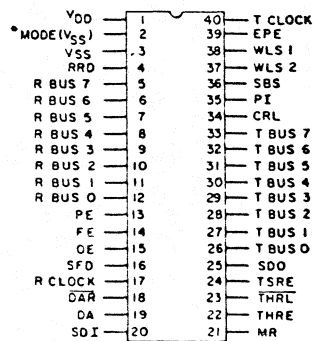 VDD 1 40 T CLOCK
*MODE(VSS) 2 39 EPE
VSS 3 38 WLS 1
RRD 4 37 WLS 2
R BUS 7 5 36 SBS
R BUS 6 6 35 PI
R BUS 5 7 34 CRL
R BUS 4 8 33 T BUS 7
R BUS 3 9 32 T BUS 6
R BUS 2 10 31 T BUS 5
R BUS 1 11 30 T BUS 4
R BUS 0 12 29 T BUS 3
PE 13 28 T BUS 2
FE 14 27 T BUS 1
OE 15 26 T BUS 0
SFD 16 25 SDO
R CLOCK 17 24 TSRE
DAR 18 23 THRL
DA 19 22 THRE
SDI 20 21 MR